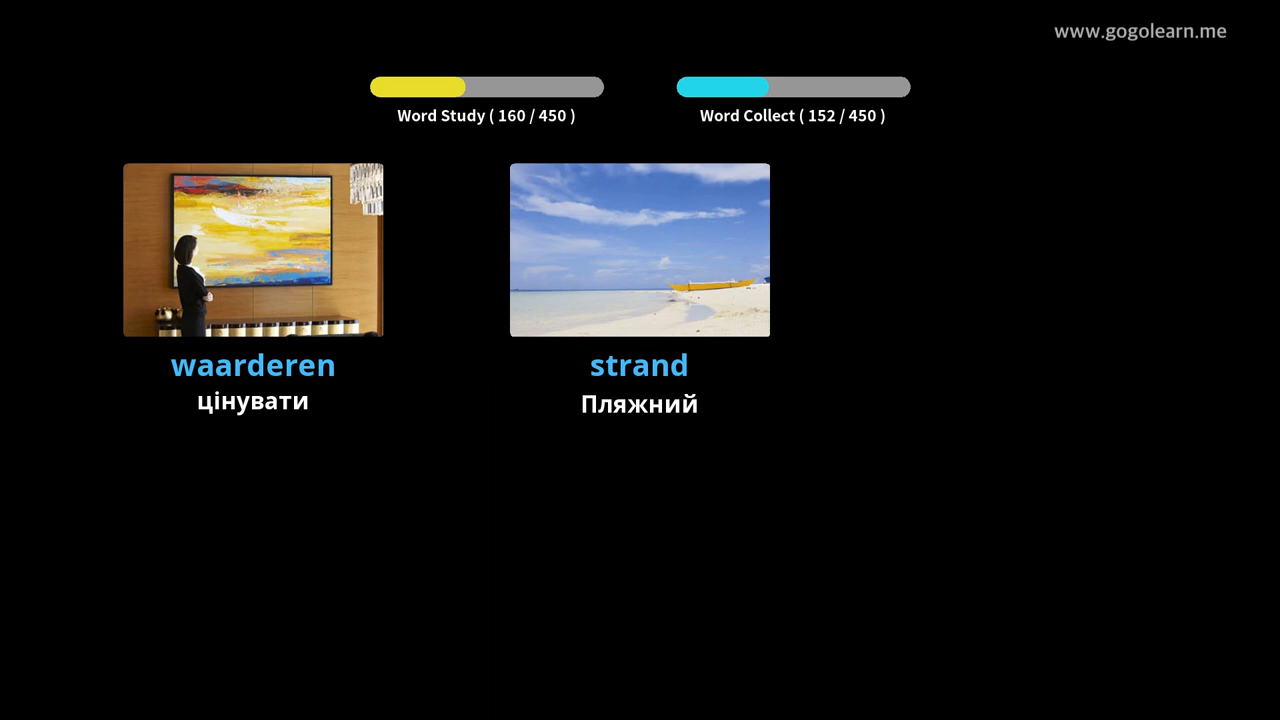 www.gogolearn.me
Word Study ( 160 / 450 )
Word Collect ( 152 / 450 )
waarderen
цінувати
strand
Пляжний